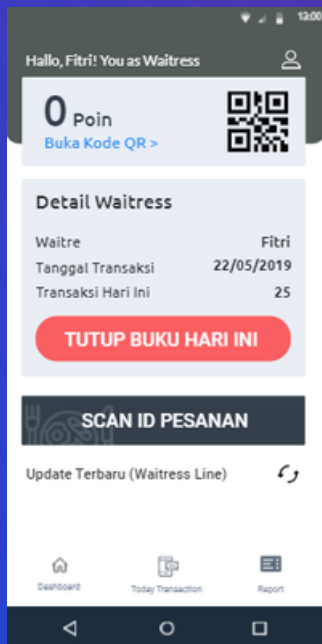 13:00
Hallo, Fitri! You as Waitress
0 Poin
Buka Kode QR >
Detail Waitress
Waitre Fitri
Tanggal Transaksi 22/05/2019
Transaksi Hari Ini 25
TUTUP BUKU HARI INI
SCAN ID PESANAN
Update Terbaru (Waitress Line)
Dashboard Today Transaction Report